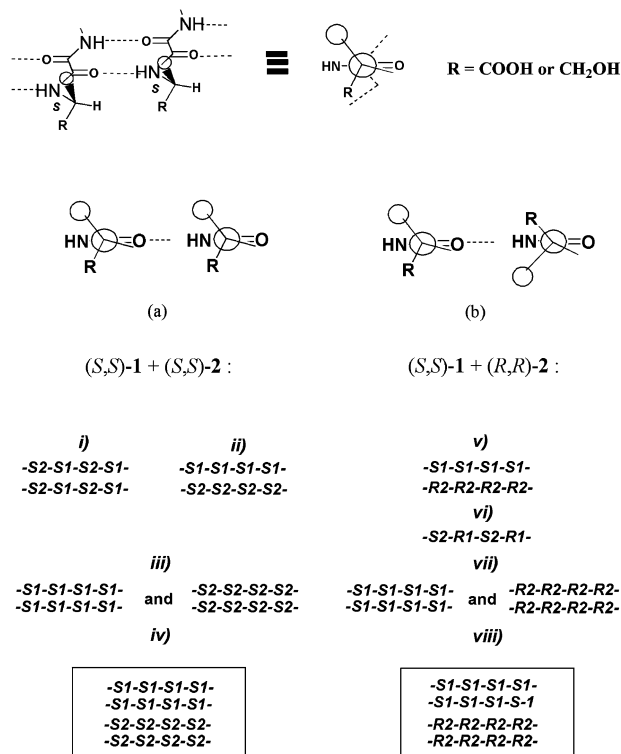 NH O NH
O O O
HN S H HN S H
R R
HN O R
R = COOH or CH2OH
HN O HN O
R R
HN O R
R HN O
(a) (b)
(S,S)-1 + (S,S)-2 : (S,S)-1 + (R,R)-2 :
i) ii) v)
-S2-S1-S2-S1- -S1-S1-S1-S1- -S1-S1-S1-S1-
-S2-S1-S2-S1- -S2-S2-S2-S2- -R2-R2-R2-R2-
vi)
-S2-R1-S2-R1-
iii) vii)
-S1-S1-S1-S1- and -S2-S2-S2-S2- -S1-S1-S1-S1- and -R2-R2-R2-R2-
-S1-S1-S1-S1- -S2-S2-S2-S2- -S1-S1-S1-S1- -R2-R2-R2-R2-
iv) viii)
-S1-S1-S1-S1- -S1-S1-S1-S1-
-S1-S1-S1-S1- -S1-S1-S1-S-1
-S2-S2-S2-S2- -R2-R2-R2-R2-
-S2-S2-S2-S2- -R2-R2-R2-R2-